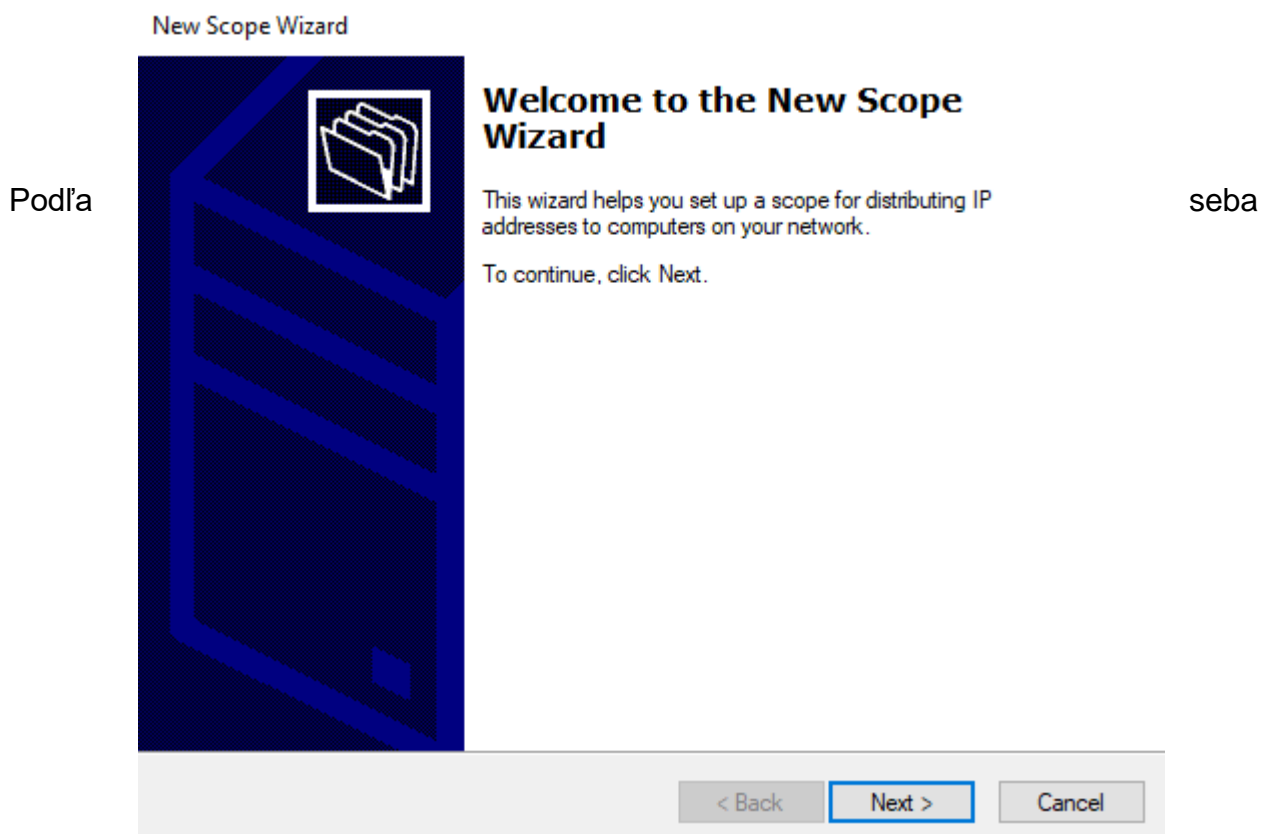 New Scope Wizard
Welcome to the New Scope
Wizard
Podľa
This wizard helps you set up a scope for distributing IP
seba
addresses to computers on your network.
To continue, click Next.
< Back
Next >
Cancel